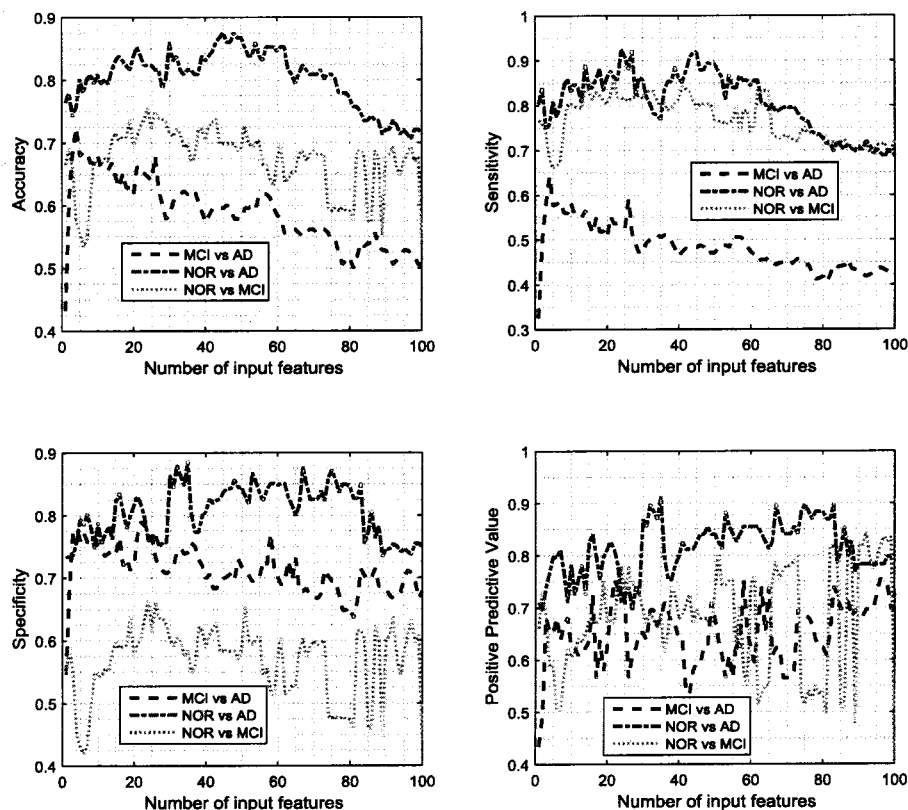 0.9
0.8
0.7
0.6
0.5
0.4
Accuracy
MCI vs AD
NOR vs AD
NOR vs MCI
0 20 40 60 80 100
Number of input features
1
0.9
0.8
0.7
0.6
0.5
0.4
0.3
Sensitivity
MCI vs AD
NOR vs AD
NOR vs MCI
0 20 40 60 80 100
Number of input features
0.9
0.8
0.7
0.6
0.5
0.4
Specificity
MCI vs AD
NOR vs AD
NOR vs MCI
0 20 40 60 80 100
Number of input features
1
0.9
0.8
0.7
0.6
0.5
0.4
Positive Predictive Value
MCI vs AD
NOR vs AD
NOR vs MCI
0 20 40 60 80 100
Number of input features